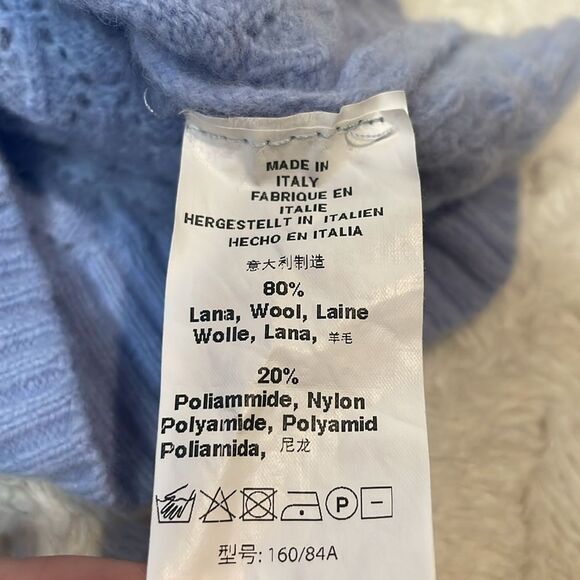 MADE IN
ITALY
FABRIQUE EN
ITALIE
HERGESTELLT IN ITALIEN
HECHO EN ITALIA
意大利制造
80%
Lana, Wool, Laine
Wolle, Lana, 羊毛
20%
Poliammide, Nylon
Polyamide, Polyamid
Poliamida, 尼龙
P
型号: 160/84A